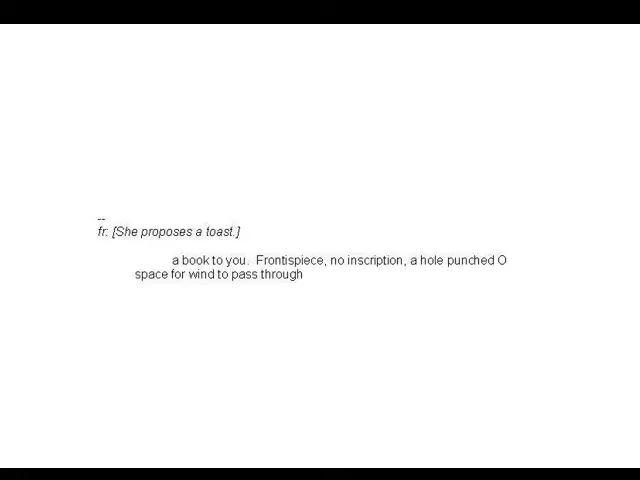 --
fr: [She proposes a toast.]
a book to you.  Frontispiece, no inscription, a hole punched O
space for wind to pass through